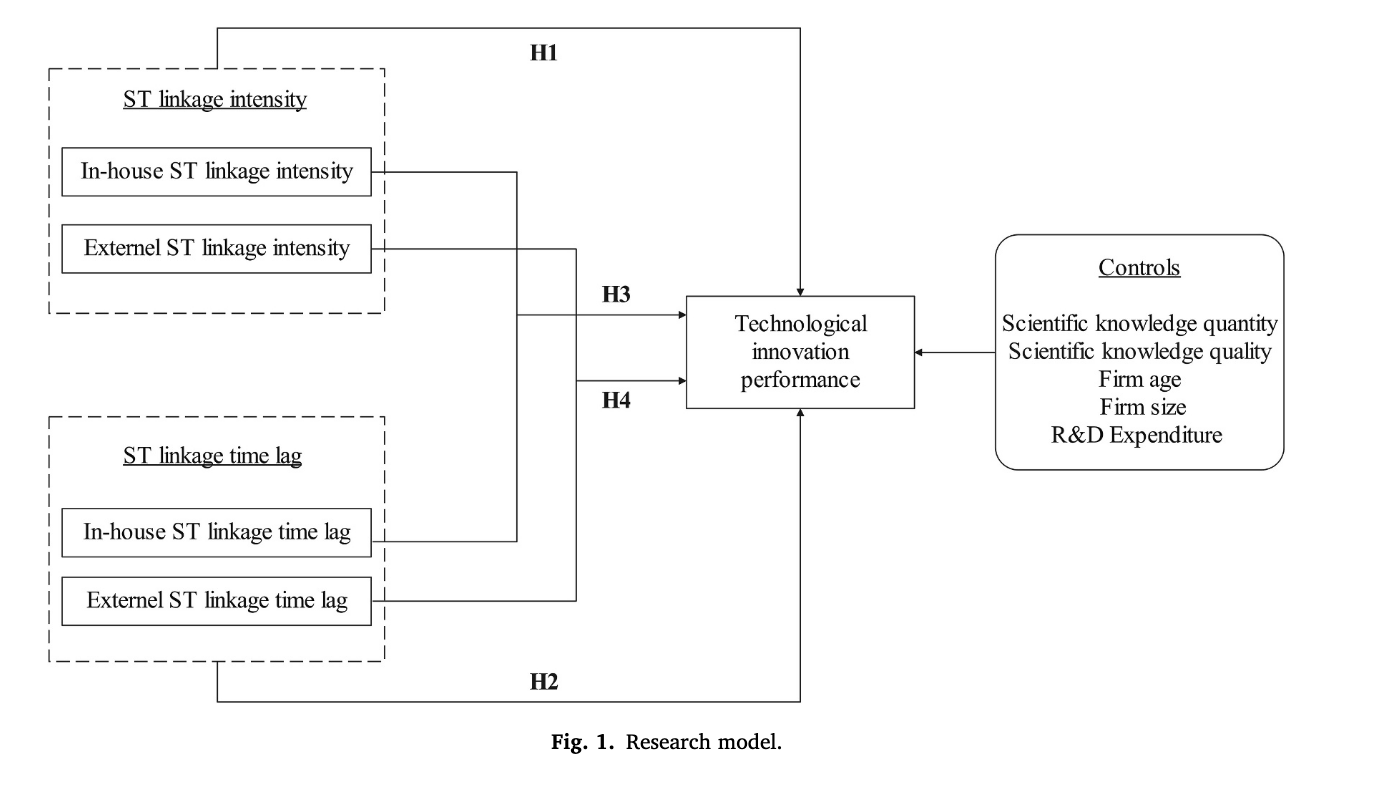 H1
ST linkage intensity
In-house ST linkage intensity
Externel ST linkage intensity
H3
H4
ST linkage time lag
In-house ST linkage time lag
Externel ST linkage time lag
H2
Technological
innovation
performance
Controls
Scientific knowledge quantity
Scientific knowledge quality
Firm age
Firm size
R&D Expenditure
Fig. 1. Research model.